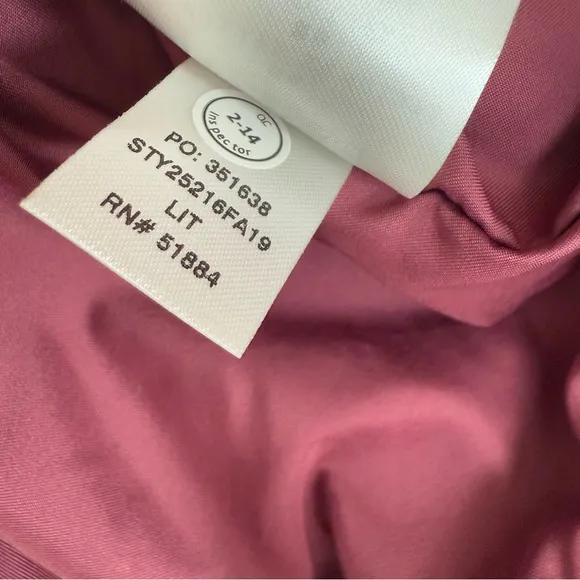 QC
2-14
Inspector
PO: 351638
STY25216FA19
LIT
RN# 51884